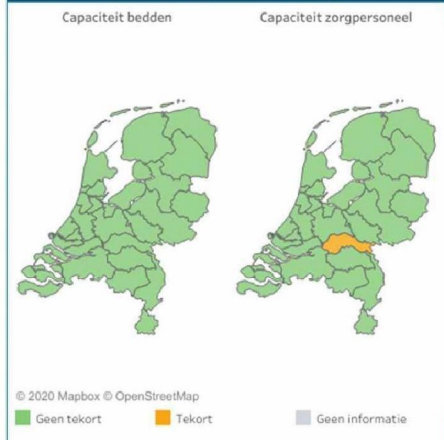 Capaciteit bedden Capaciteit zorgpersoneel
© 2020 Mapbox © OpenStreetMap
Geen tekort Tekort Geen informatie